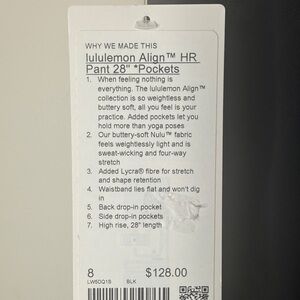 WHY WE MADE THIS
lululemon Align™ HR
Pant 28" *Pockets
1. When feeling nothing is
everything. The lululemon Align™
collection is so weightless and
buttery soft, all you feel is your
practice. Added pockets let you
hold more than yoga poses
2. Our buttery-soft Nulu™ fabric
feels weightlessly light and is
sweat-wicking and four-way
stretch
3. Added Lycra® fibre for stretch
and shape retention
4. Waistband lies flat and won't dig
in
5. Back drop-in pocket
6. Side drop-in pockets
7. High rise, 28" length
8 $128.00
LW5DQ1S BLK